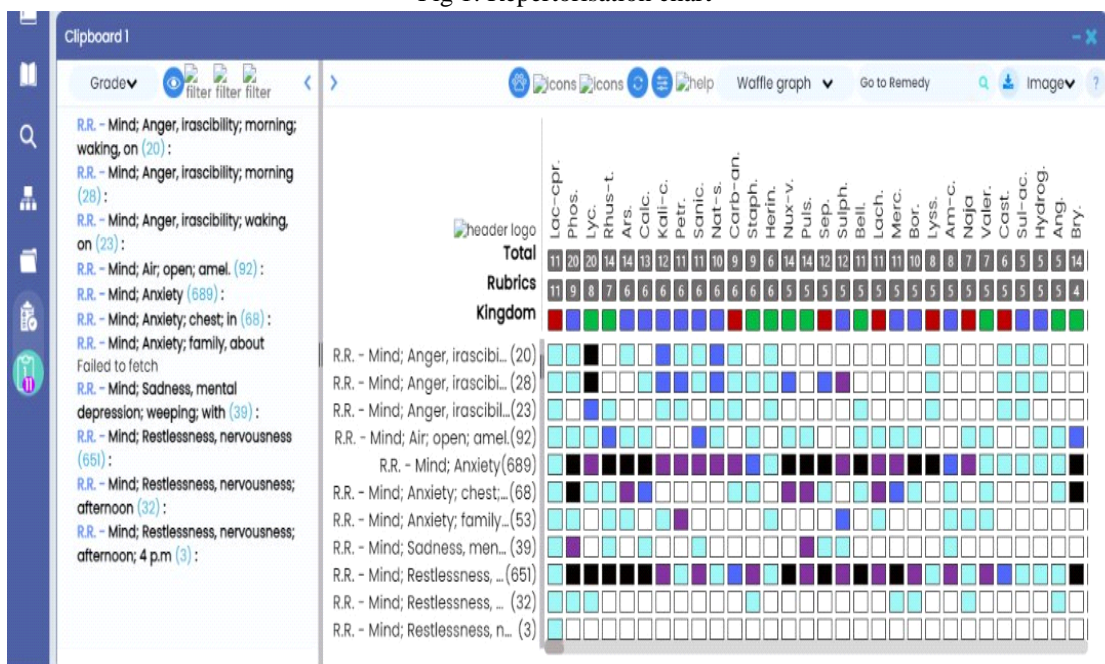 Fig 1: Repertorisation chart
Clipboard 1
Grade
filter filter filter
icons icons
help
Waffle graph
Go to Remedy
Image
?
R.R. - Mind; Anger, irascibility; morning;
waking, on (20) :
R.R. - Mind; Anger, irascibility; morning
(28) :
R.R. - Mind; Anger, irascibility; waking,
on (23) :
R.R. - Mind; Air; open; amel. (92) :
R.R. - Mind; Anxiety (689) :
R.R. - Mind; Anxiety; chest; in (68) :
R.R. - Mind; Anxiety; family, about
Failed to fetch
R.R. - Mind; Sadness, mental
depression; weeping; with (39) :
R.R. - Mind; Restlessness, nervousness
(651) :
R.R. - Mind; Restlessness, nervousness;
afternoon (32) :
R.R. - Mind; Restlessness, nervousness;
afternoon; 4 p.m (3) :
11
header logo
Lac-cpr. Phos. Lyc. Rhus-t. Ars. Calc. Kali-c. Petr. Sanic. Nat-s. Carb-an. Staph. Herin. Nux-v. Puls. Sep. Sulph. Bell. Lach. Merc. Bor. Lyss. Am-c. Naja Valer. Cast. Sul-ac. Hydrog. Ang. Bry.
Total 11 20 20 14 14 13 12 11 11 10 9 9 6 14 14 12 12 11 11 11 10 8 8 7 7 6 5 5 5 14
Rubrics 11 9 8 7 6 6 6 6 6 6 6 6 6 5 5 5 5 5 5 5 5 5 5 5 5 5 5 5 5 4
Kingdom
R.R. - Mind; Anger, irascibi... (20)
R.R. - Mind; Anger, irascibi... (28)
R.R. - Mind; Anger, irascibil...(23)
R.R. - Mind; Air; open; amel.(92)
R.R. - Mind; Anxiety(689)
R.R. - Mind; Anxiety; chest;...(68)
R.R. - Mind; Anxiety; family...(53)
R.R. - Mind; Sadness, men... (39)
R.R. - Mind; Restlessness, ...(651)
R.R. - Mind; Restlessness, ... (32)
R.R. - Mind; Restlessness, n... (3)